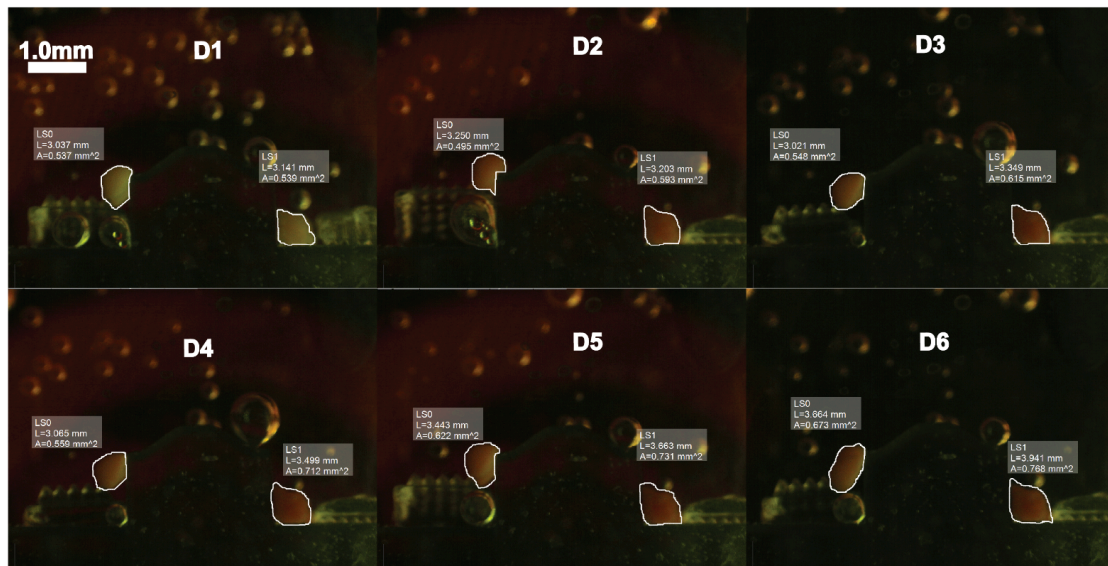 1.0mm
D1
LS0
L=3.037 mm
A=0.537 mm^2
LS1
L=3.141 mm
A=0.539 mm^2
D2
LS0
L=3.250 mm
A=0.495 mm^2
LS1
L=3.203 mm
A=0.593 mm^2
D3
LS0
L=3.021 mm
A=0.548 mm^2
LS1
L=3.349 mm
A=0.615 mm^2
D4
LS0
L=3.065 mm
A=0.559 mm^2
LS1
L=3.499 mm
A=0.712 mm^2
D5
LS0
L=3.443 mm
A=0.622 mm^2
LS1
L=3.663 mm
A=0.731 mm^2
D6
LS0
L=3.664 mm
A=0.673 mm^2
LS1
L=3.941 mm
A=0.768 mm^2